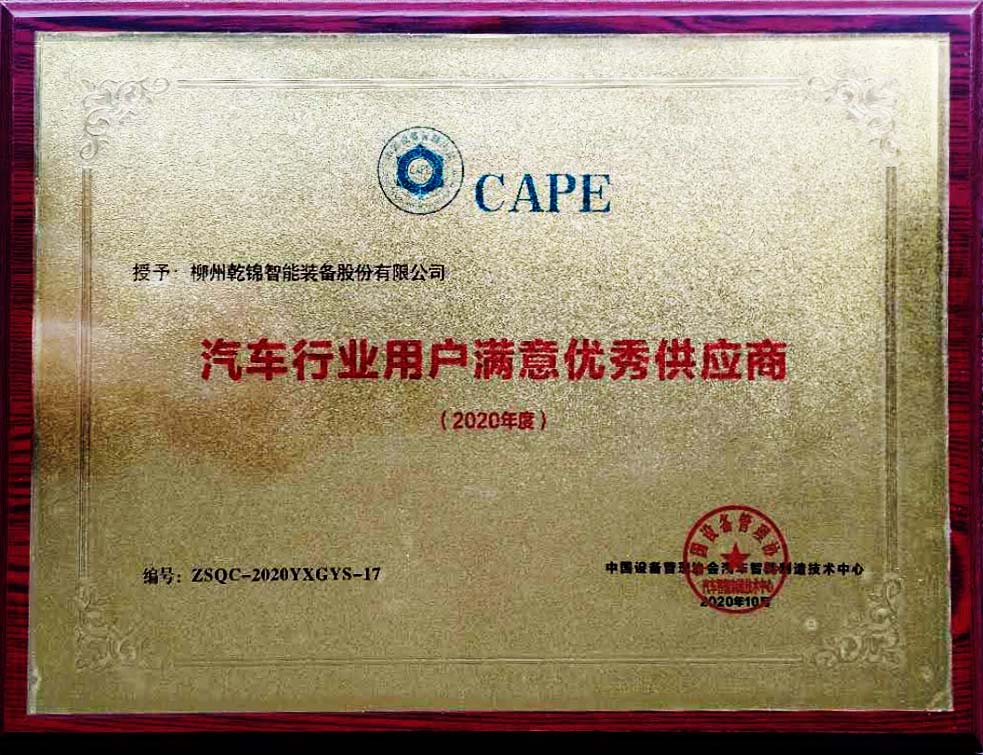 CAPE
授予：柳州乾锦智能装备股份有限公司
汽车行业用户满意优秀供应商
（2020年度）
编号：ZSQC-2020YXGYS-17
中国设备管理协会汽车智能制造技术中心
2020年10月